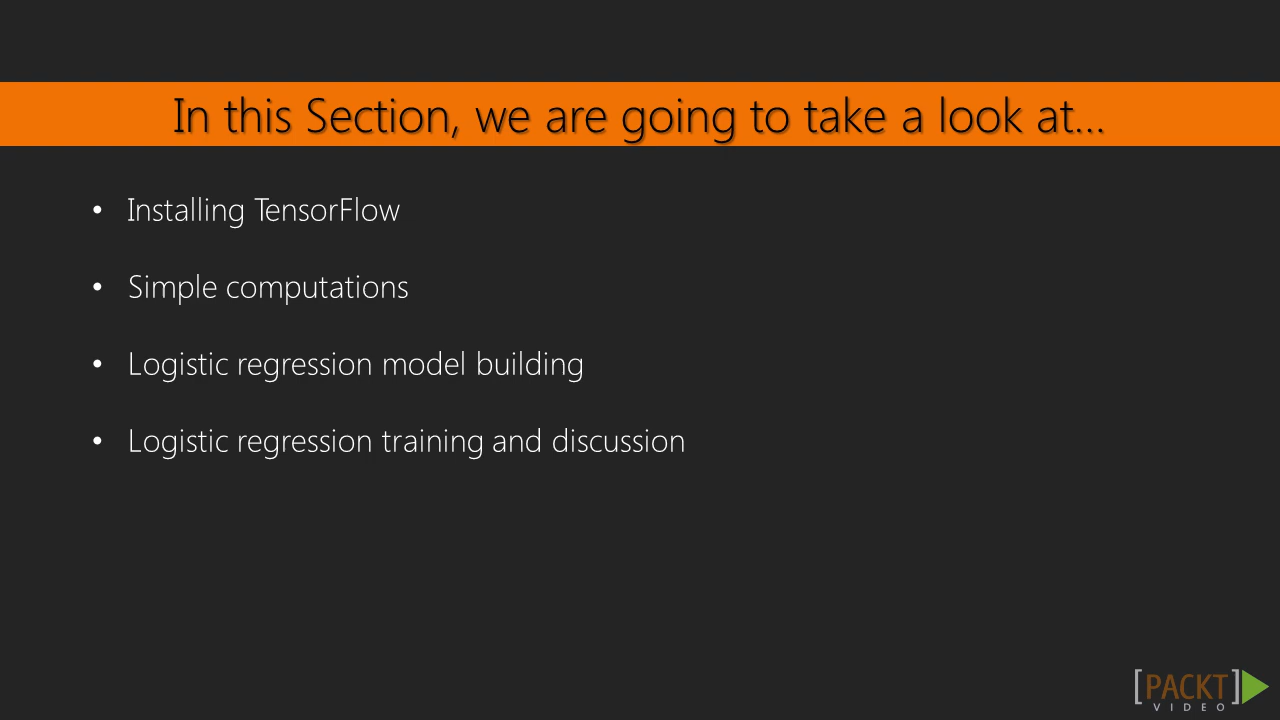 In this Section, we are going to take a look at...
• Installing TensorFlow
• Simple computations
• Logistic regression model building
• Logistic regression training and discussion
[PACKT]
VIDEO